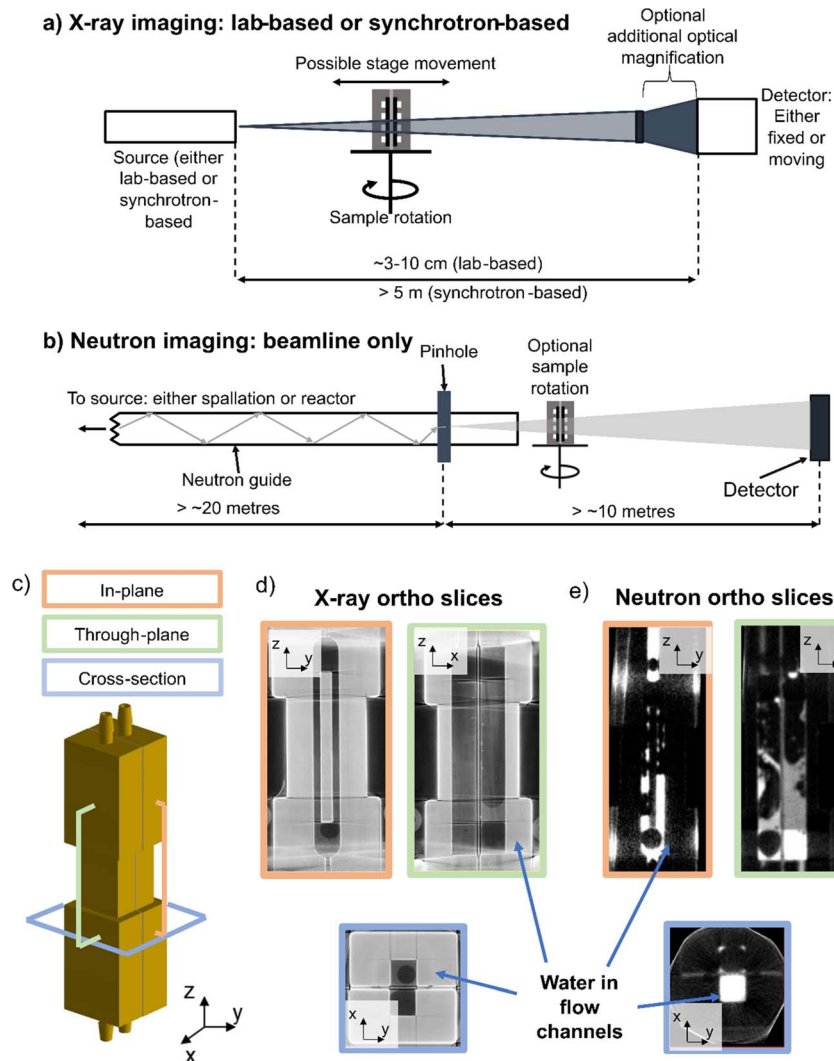 a) X-ray imaging: lab-based or synchrotron-based
Optional
additional optical
magnification
Possible stage movement
Detector:
Either
fixed or
moving
Source (either
lab-based or
synchrotron-
based
Sample rotation
~3-10 cm (lab-based)
> 5 m (synchrotron-based)
b) Neutron imaging: beamline only
Pinhole
Optional
sample
rotation
To source: either spallation or reactor
Neutron guide
Detector
> ~20 metres
> ~10 metres
c)
In-plane
Through-plane
Cross-section
z
y
x
d)
X-ray ortho slices
z
y
z
x
x
y
e)
Neutron ortho slices
z
y
z
x
y
Water in
flow
channels